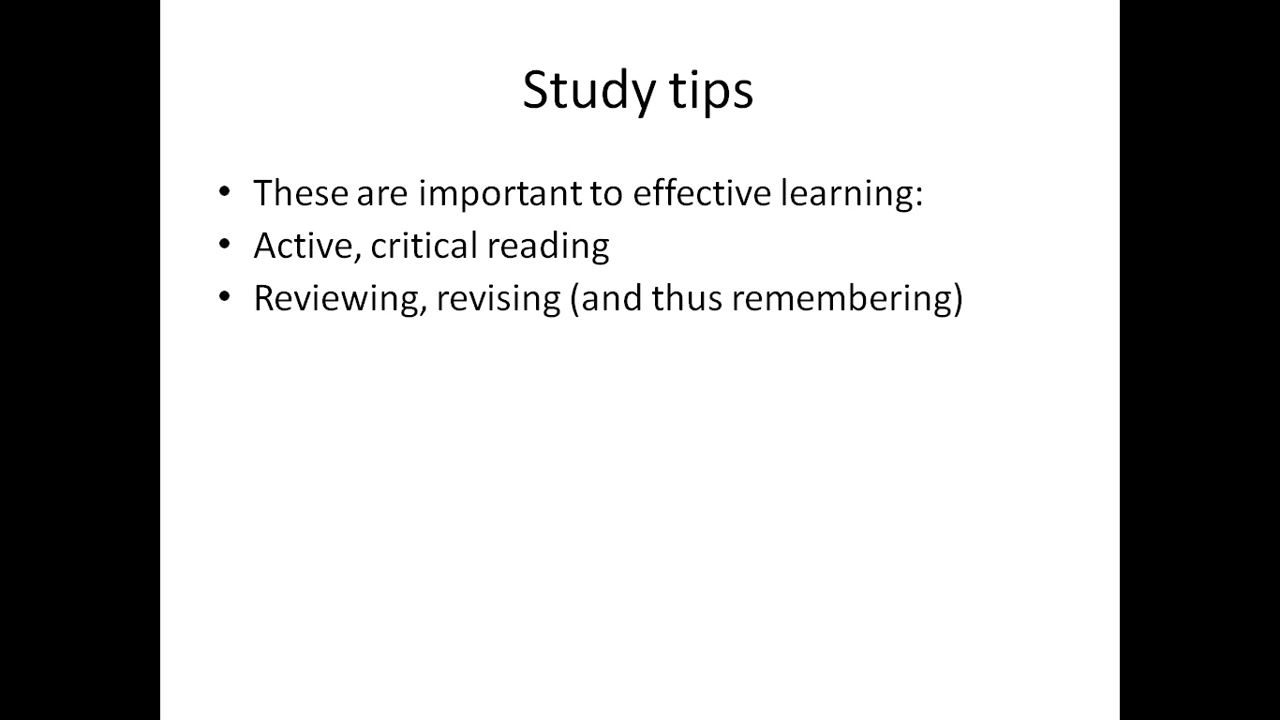 Study tips
• These are important to effective learning:
• Active, critical reading
• Reviewing, revising (and thus remembering)